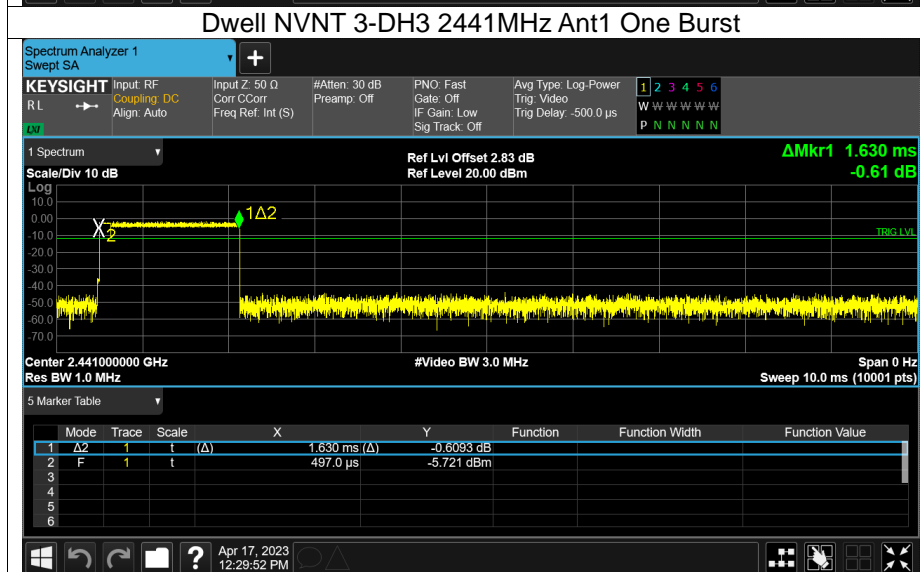 Dwell NVNT 3-DH3 2441MHz Ant1 One Burst
Spectrum Analyzer 1
Swept SA
+
KEYSIGHT Input: RF Input Z: 50 Ω #Atten: 30 dB PNO: Fast Avg Type: Log-Power 1 2 3 4 5 6
RL Coupling: DC Corr CCorr Preamp: Off Gate: Off Trig: Video W W W W W W
Align: Auto Freq Ref: Int (S) IF Gain: Low Trig Delay: -500.0 µs
LXI Sig Track: Off P N N N N N
1 Spectrum Ref Lvl Offset 2.83 dB ΔMkr1 1.630 ms
Scale/Div 10 dB Ref Level 20.00 dBm -0.61 dB
Log
10.0
0.00 1Δ2
-10.0 X2 TRIG LVL
-20.0
-30.0
-40.0
-50.0
-60.0
-70.0
Center 2.441000000 GHz #Video BW 3.0 MHz Span 0 Hz
Res BW 1.0 MHz Sweep 10.0 ms (10001 pts)
5 Marker Table
Mode Trace Scale X Y Function Function Width Function Value
1 Δ2 1 t (Δ) 1.630 ms (Δ) -0.6093 dB
2 F 1 t 497.0 µs -5.721 dBm
3
4
5
6
? Apr 17, 2023
12:29:52 PM